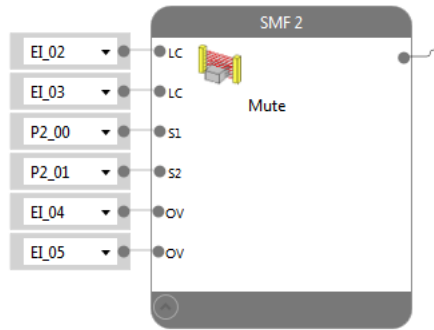 SMF 2
EI_02 LC
EI_03 LC
Mute
P2_00 S1
P2_01 S2
EI_04 OV
EI_05 OV